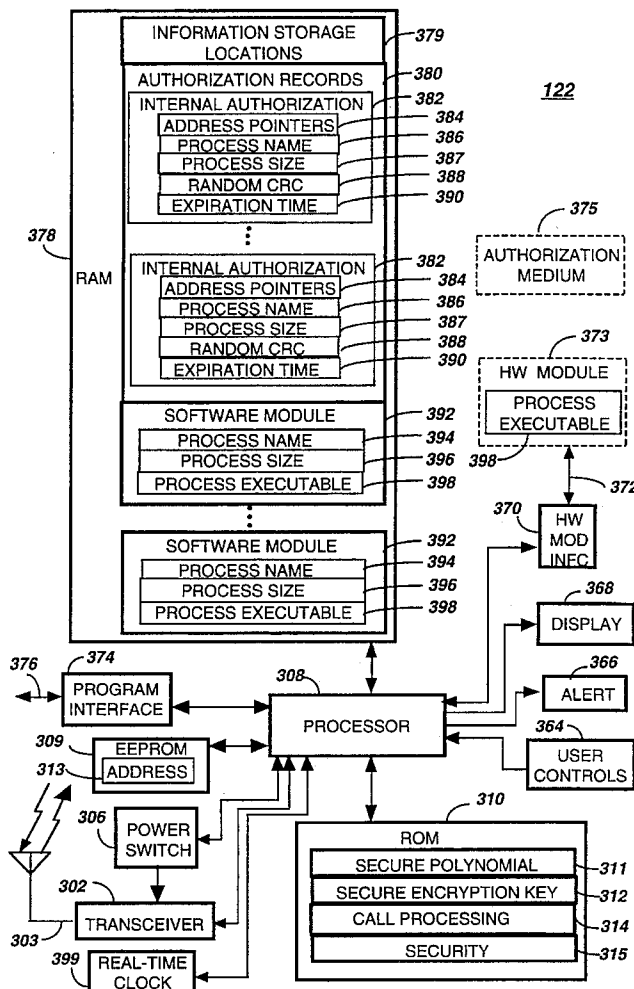 INFORMATION STORAGE
LOCATIONS
379
AUTHORIZATION RECORDS
380
122
INTERNAL AUTHORIZATION
382
ADDRESS POINTERS
384
PROCESS NAME
386
PROCESS SIZE
387
RANDOM CRC
388
EXPIRATION TIME
390
375
AUTHORIZATION
MEDIUM
378
RAM
INTERNAL AUTHORIZATION
382
ADDRESS POINTERS
384
PROCESS NAME
386
PROCESS SIZE
387
RANDOM CRC
388
EXPIRATION TIME
390
373
HW MODULE
PROCESS
EXECUTABLE
398
372
SOFTWARE MODULE
392
PROCESS NAME
394
PROCESS SIZE
396
PROCESS EXECUTABLE
398
370
HW
MOD
INFC
SOFTWARE MODULE
392
PROCESS NAME
394
PROCESS SIZE
396
PROCESS EXECUTABLE
398
368
DISPLAY
376
374
PROGRAM
INTERFACE
308
PROCESSOR
366
ALERT
309
EEPROM
313
ADDRESS
364
USER
CONTROLS
306
POWER
SWITCH
310
ROM
SECURE POLYNOMIAL
311
SECURE ENCRYPTION KEY
312
CALL PROCESSING
314
SECURITY
315
302
TRANSCEIVER
303
REAL-TIME
CLOCK
399